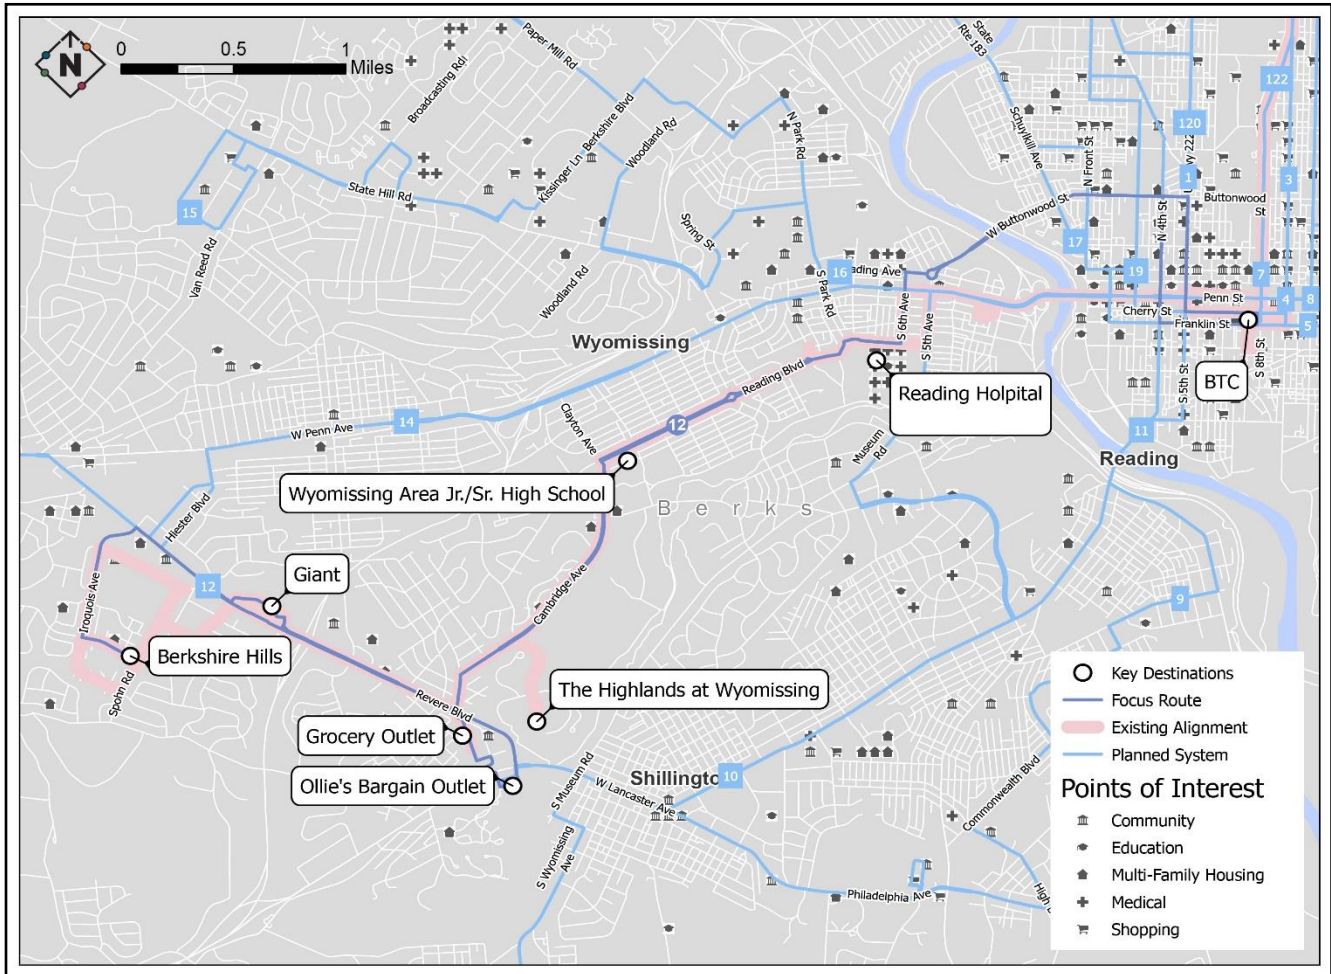 N
0 0.5 1
Miles
Paper Mill Rd
Broadcasting Rd
State
Rte 183
122
120
Schuylkill Ave
N Front St
N Park Rd
Woodland Rd
Berkshire Blvd
Kissinger Ln
State Hill Rd
15
Van Reed Rd
Spring St
Woodland Rd
W Buttonwood St
N 4th St
1
3
Buttonwood
St
17
19
7
16
S Park Rd
S 6th Ave
S 5th Ave
Penn St
4
8
Cherry St
Franklin St
5
S 8th St
S 5th St
BTC
Wyomissing
Reading Blvd
Reading Holpital
12
Clayton Ave
14
W Penn Ave
Museum
Rd
11
Reading
Hiester Blvd
Wyomissing Area Jr./Sr. High School
Berks
12
Giant
Iroquois Ave
Cambridge Ave
9
Berkshire Hills
Spohn Rd
Revere Blvd
The Highlands at Wyomissing
Grocery Outlet
Ollie's Bargain Outlet
S Museum Rd
Shillington
10
W Lancaster Ave
Commonwealth Blvd
S Wyomissing
Ave
Philadelphia Ave
Key Destinations
Focus Route
Existing Alignment
Planned System
Points of Interest
Community
Education
Multi-Family Housing
Medical
Shopping